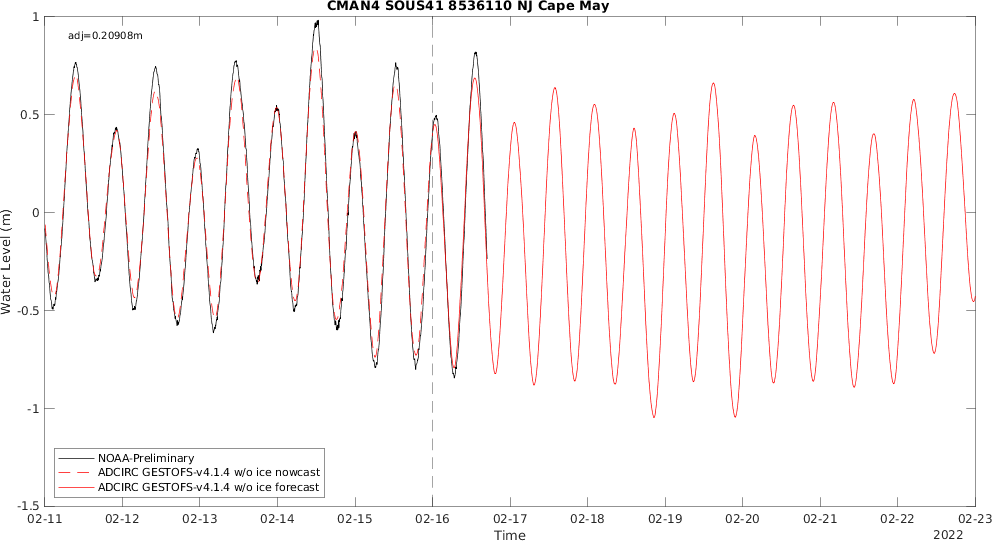 CMAN4 SOUS41 8536110 NJ Cape May
adj=0.20908m
Water Level (m)
1
0.5
0
-0.5
-1
-1.5
NOAA-Preliminary
ADCIRC GESTOFS-v4.1.4 w/o ice nowcast
ADCIRC GESTOFS-v4.1.4 w/o ice forecast
02-11 02-12 02-13 02-14 02-15 02-16 02-17 02-18 02-19 02-20 02-21 02-22 02-23
Time
2022